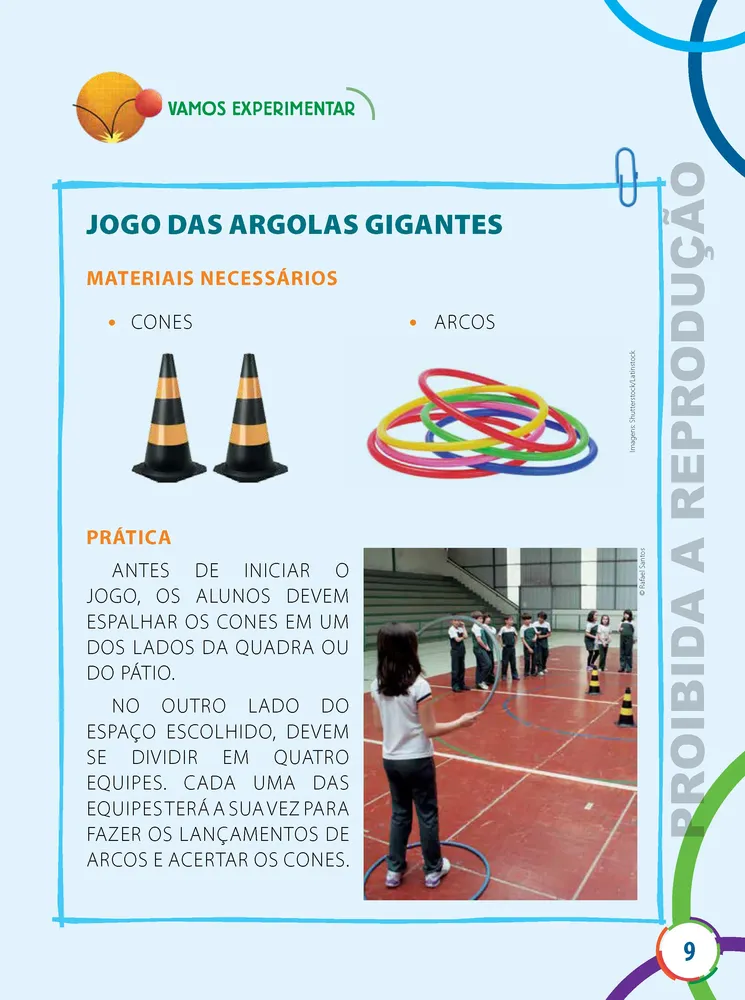 VAMOS EXPERIMENTAR
JOGO DAS ARGOLAS GIGANTES
MATERIAIS NECESSÁRIOS
• CONES
• ARCOS
Imagens: Shutterstock/Latinstock
PRÁTICA
ANTES DE INICIAR O
JOGO, OS ALUNOS DEVEM
ESPALHAR OS CONES EM UM
DOS LADOS DA QUADRA OU
DO PÁTIO.
NO OUTRO LADO DO
ESPAÇO ESCOLHIDO, DEVEM
SE DIVIDIR EM QUATRO
EQUIPES. CADA UMA DAS
EQUIPES TERÁ A SUA VEZ PARA
FAZER OS LANÇAMENTOS DE
ARCOS E ACERTAR OS CONES.
© Rafael Santos
PROIBIDA A REPRODUÇÃO
9